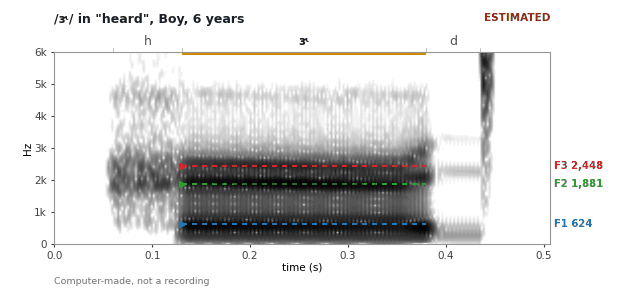 /ɝ/ in "heard", Boy, 6 years
ESTIMATED
h ɝ d
6k
5k
4k
3k
2k
1k
0
Hz
F3 2,448
F2 1,881
F1 624
0.0 0.1 0.2 0.3 0.4 0.5
time (s)
Computer-made, not a recording